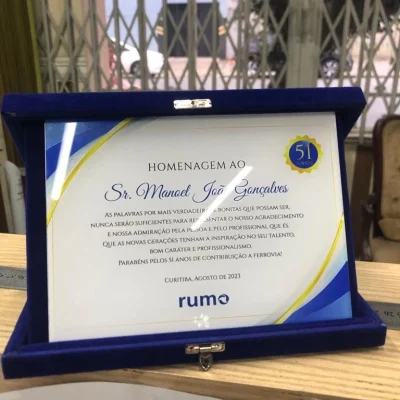 HOMENAGEM AO
Sr. Manoel João Gonçalves
AS PALAVRAS POR MAIS VERDADEIRAS E BONITAS QUE POSSAM SER,
NUNCA SERÃO SUFICIENTES PARA REPRESENTAR O NOSSO AGRADECIMENTO
E NOSSA ADMIRAÇÃO PELA PESSOA E PELO PROFISSIONAL QUE ÉS.
QUE AS NOVAS GERAÇÕES TENHAM A INSPIRAÇÃO NO SEU TALENTO,
BOM CARÁTER E PROFISSIONALISMO.
PARABÉNS PELOS 51 ANOS DE CONTRIBUIÇÃO A FERROVIA!
CURITIBA, AGOSTO DE 2023
rumo
51
ANOS